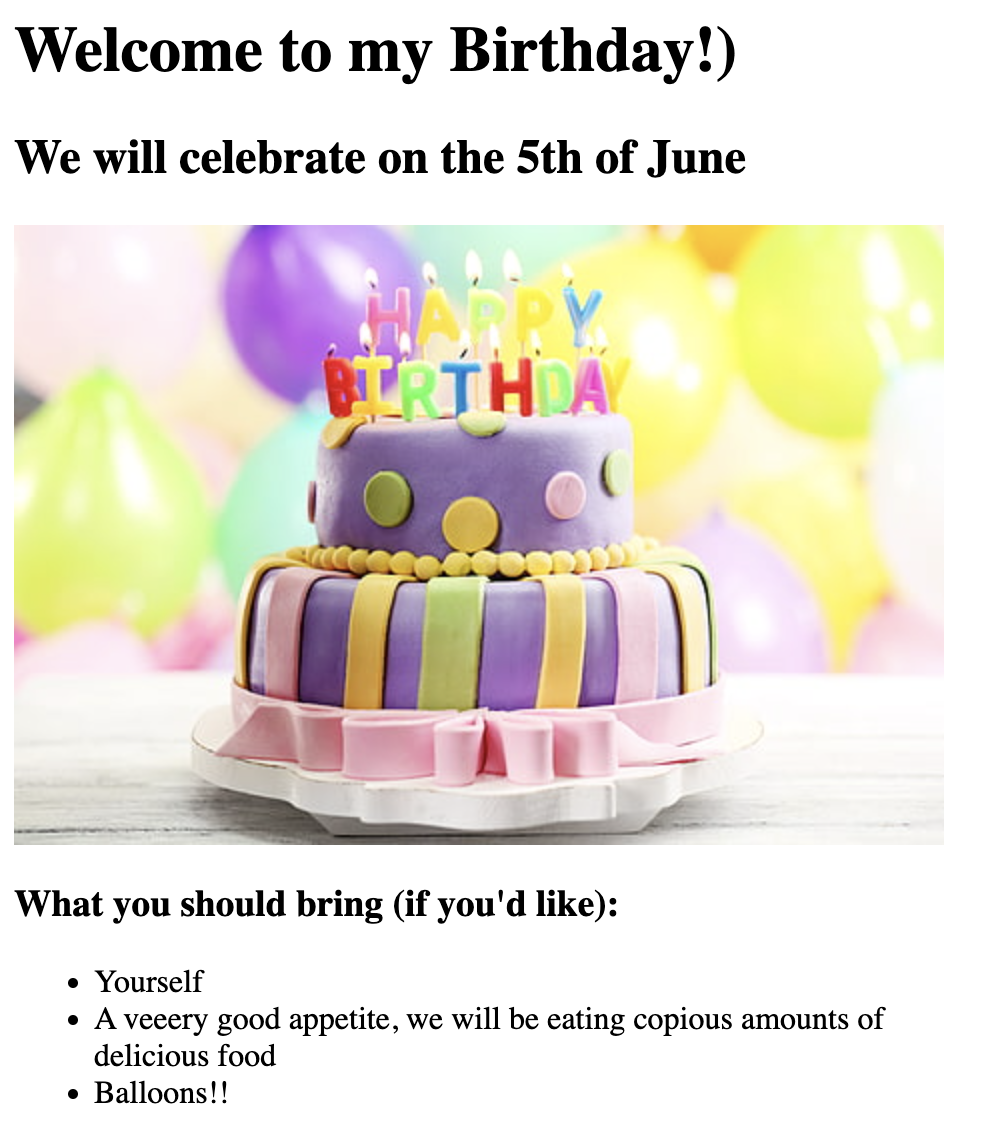 Welcome to my Birthday!)
We will celebrate on the 5th of June
HAPPY
BIRTHDAY
What you should bring (if you'd like):
Yourself
A veeery good appetite, we will be eating copious amounts of
delicious food
Balloons!!